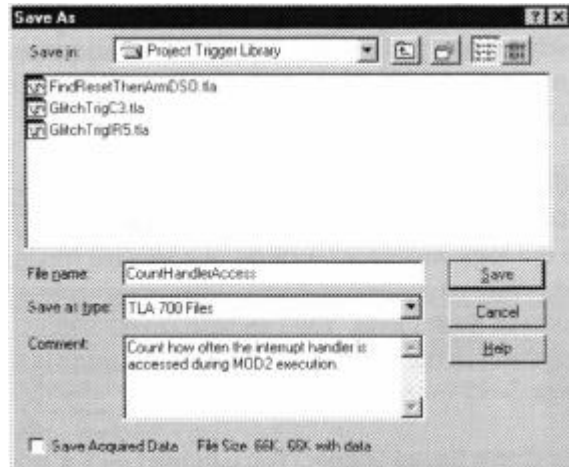 Save As
Save in: Project Trigger Library
FindResetThenArmDSO.tla
GlitchTrigC3.tla
GlitchTrigIR5.tla
File name: CountHandlerAccess
Save
Save as type: TLA 700 Files
Cancel
Comment: Count how often the interrupt handler is
accessed during MOD2 execution.
Help
Save Acquired Data File Size: 66K, 66K with data